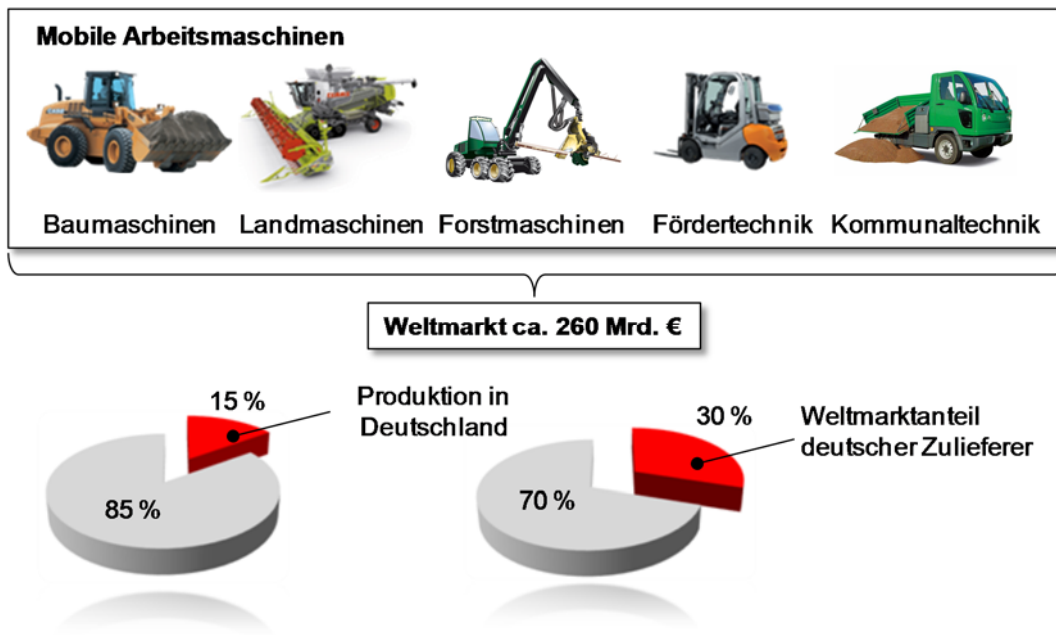 Mobile Arbeitsmaschinen
Baumaschinen
Landmaschinen
Forstmaschinen
Fördertechnik
Kommunaltechnik
Weltmarkt ca. 260 Mrd. €
15 %
Produktion in
Deutschland
85 %
30 %
Weltmarktanteil
deutscher Zulieferer
70 %